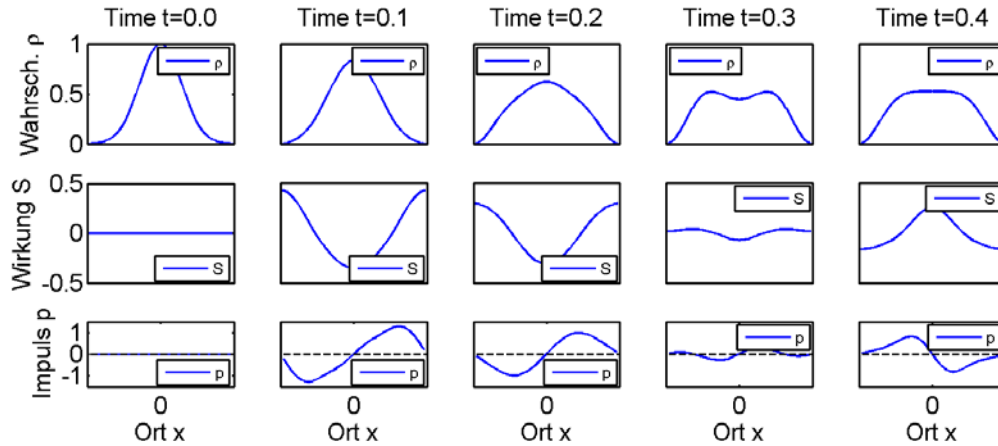 Time t=0.0 Time t=0.1 Time t=0.2 Time t=0.3 Time t=0.4
Wahrsch. ρ
1
0.5
0
ρ ρ ρ ρ ρ
Wirkung S
0.5
0
-0.5
S S S S S
Impuls p
1
0
-1
p p p p p
0 0 0 0 0
Ort x Ort x Ort x Ort x Ort x